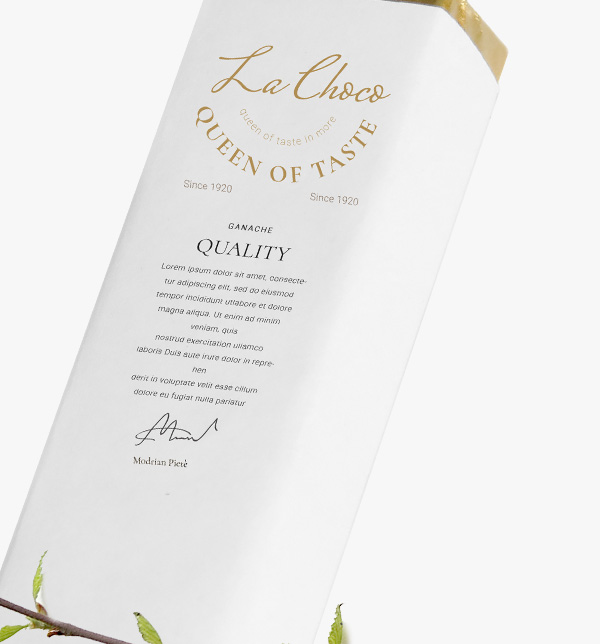 La Choco
queen of taste in more
QUEEN OF TASTE
Since 1920
Since 1920
GANACHE
QUALITY
Lorem ipsum dolor sit amet, consecte-
tur adipiscing elit, sed do eiusmod
tempor incididunt utlabore et dolore
magna aliqua. Ut enim ad minim
veniam, quis
nostrud exercitation ullamco
laboris Duis aute irure dolor in repre-
hen
derit in voluptate velit esse cillum
dolore eu fugiat nulla pariatur
Modrian Pietè